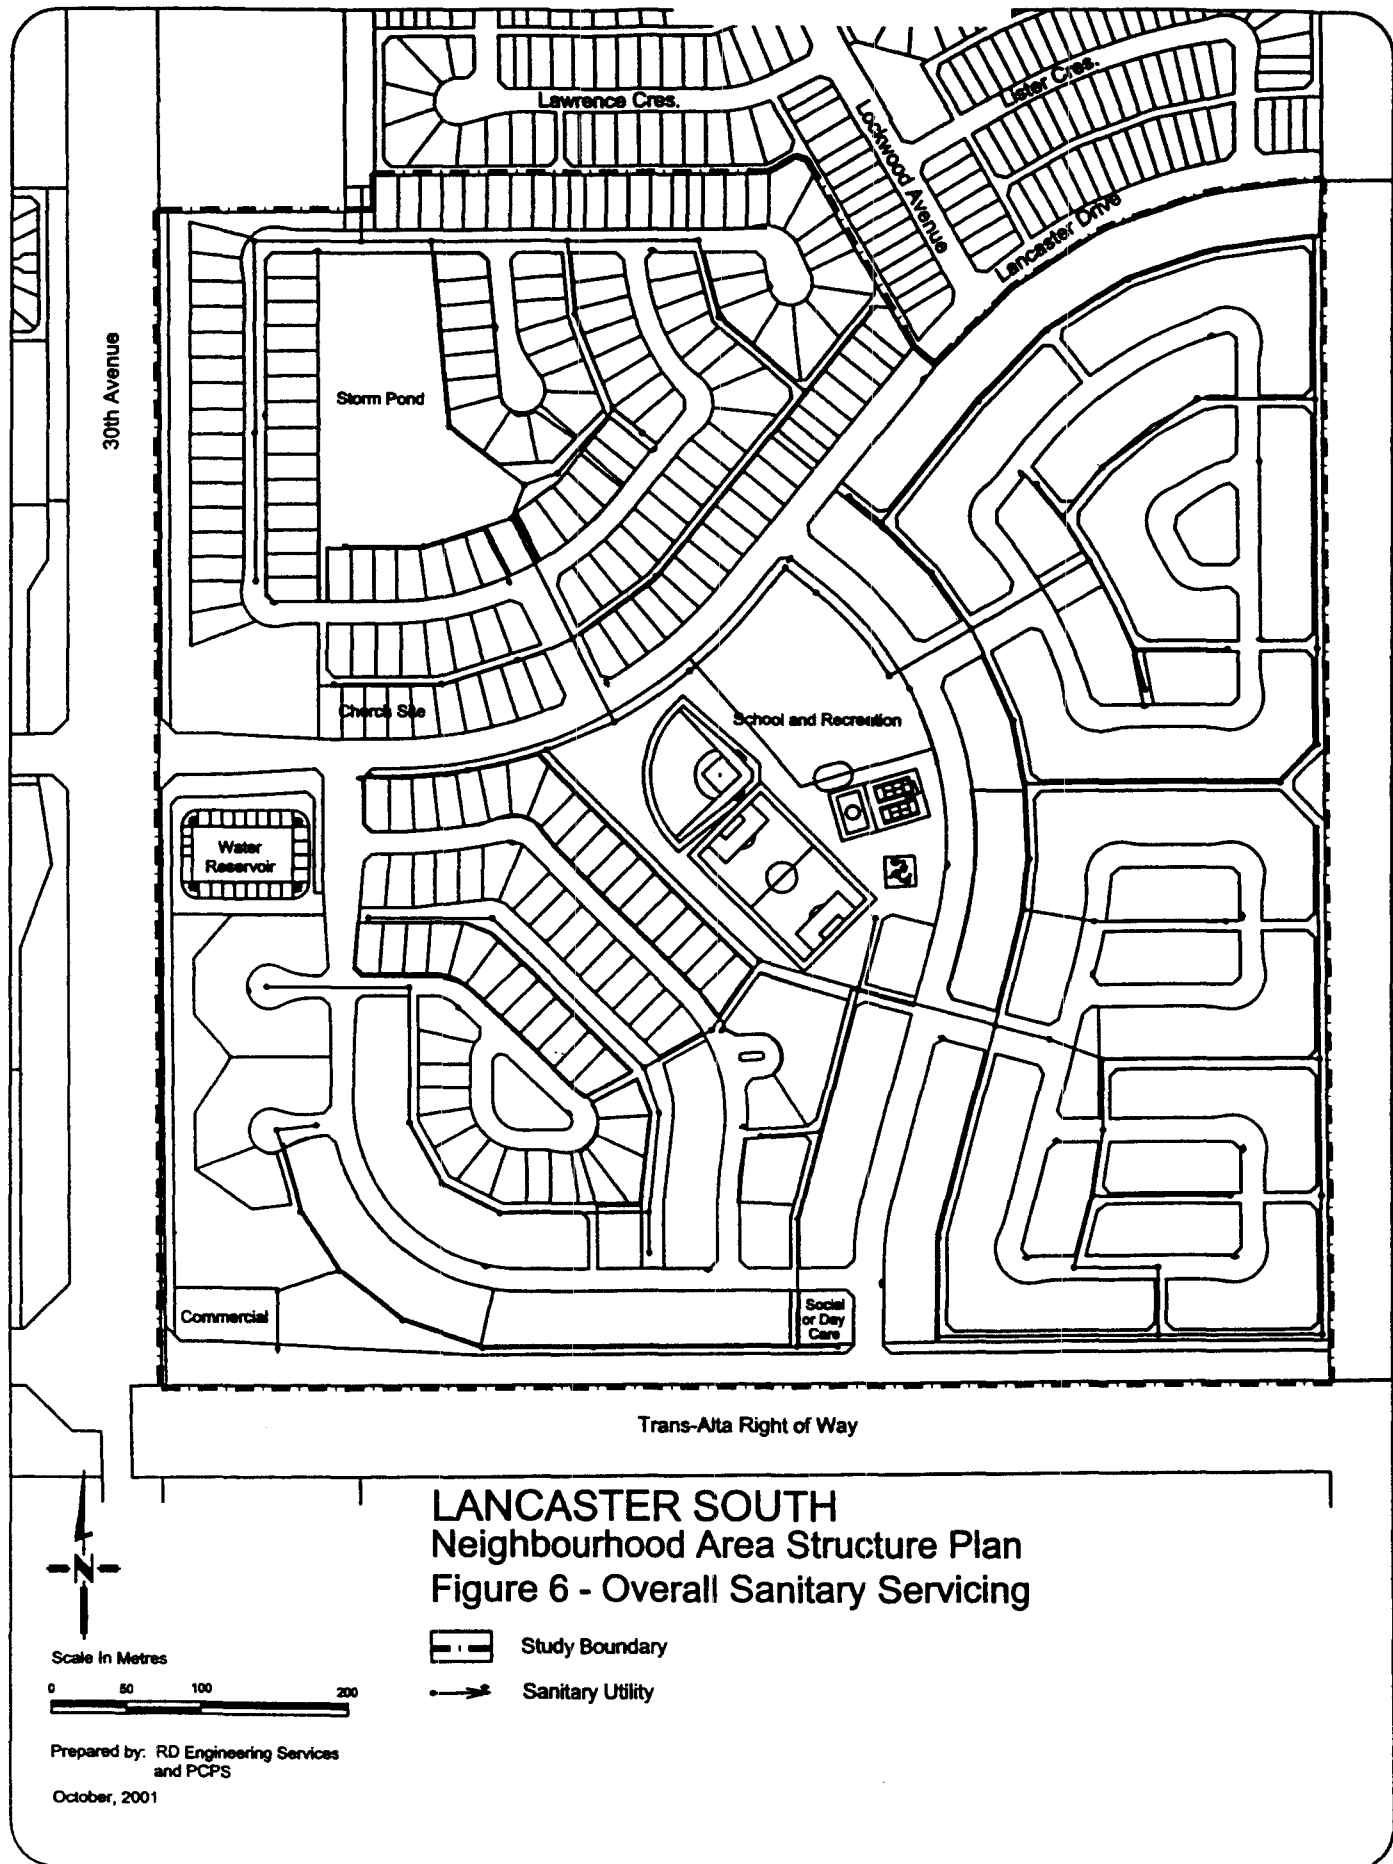 Lawrence Cres.
Lister Cres.
Lockwood Avenue
Lancaster Drive
30th Avenue
Storm Pond
Church Site
School and Recreation
Water
Reservoir
Commercial
Social
or Day
Care
Trans-Alta Right of Way
LANCASTER SOUTH
Neighbourhood Area Structure Plan
Figure 6 - Overall Sanitary Servicing
N
Study Boundary
Sanitary Utility
Scale In Metres
0 50 100 200
Prepared by: RD Engineering Services
and PCPS
October, 2001